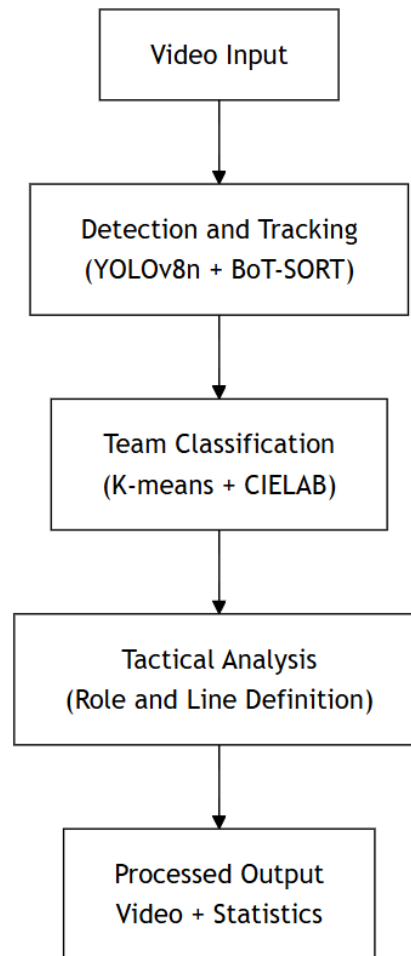 Video Input
Detection and Tracking
(YOLOv8n + BoT-SORT)
Team Classification
(K-means + CIELAB)
Tactical Analysis
(Role and Line Definition)
Processed Output
Video + Statistics